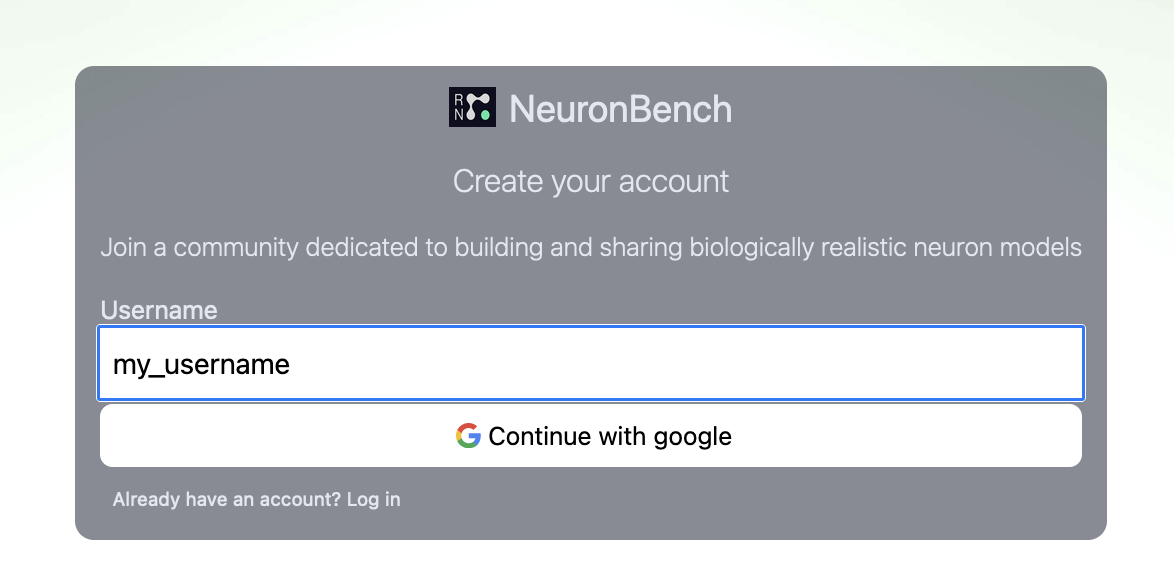 RN NeuronBench
Create your account
Join a community dedicated to building and sharing biologically realistic neuron models
Username
my_username
Continue with google
Already have an account? Log in